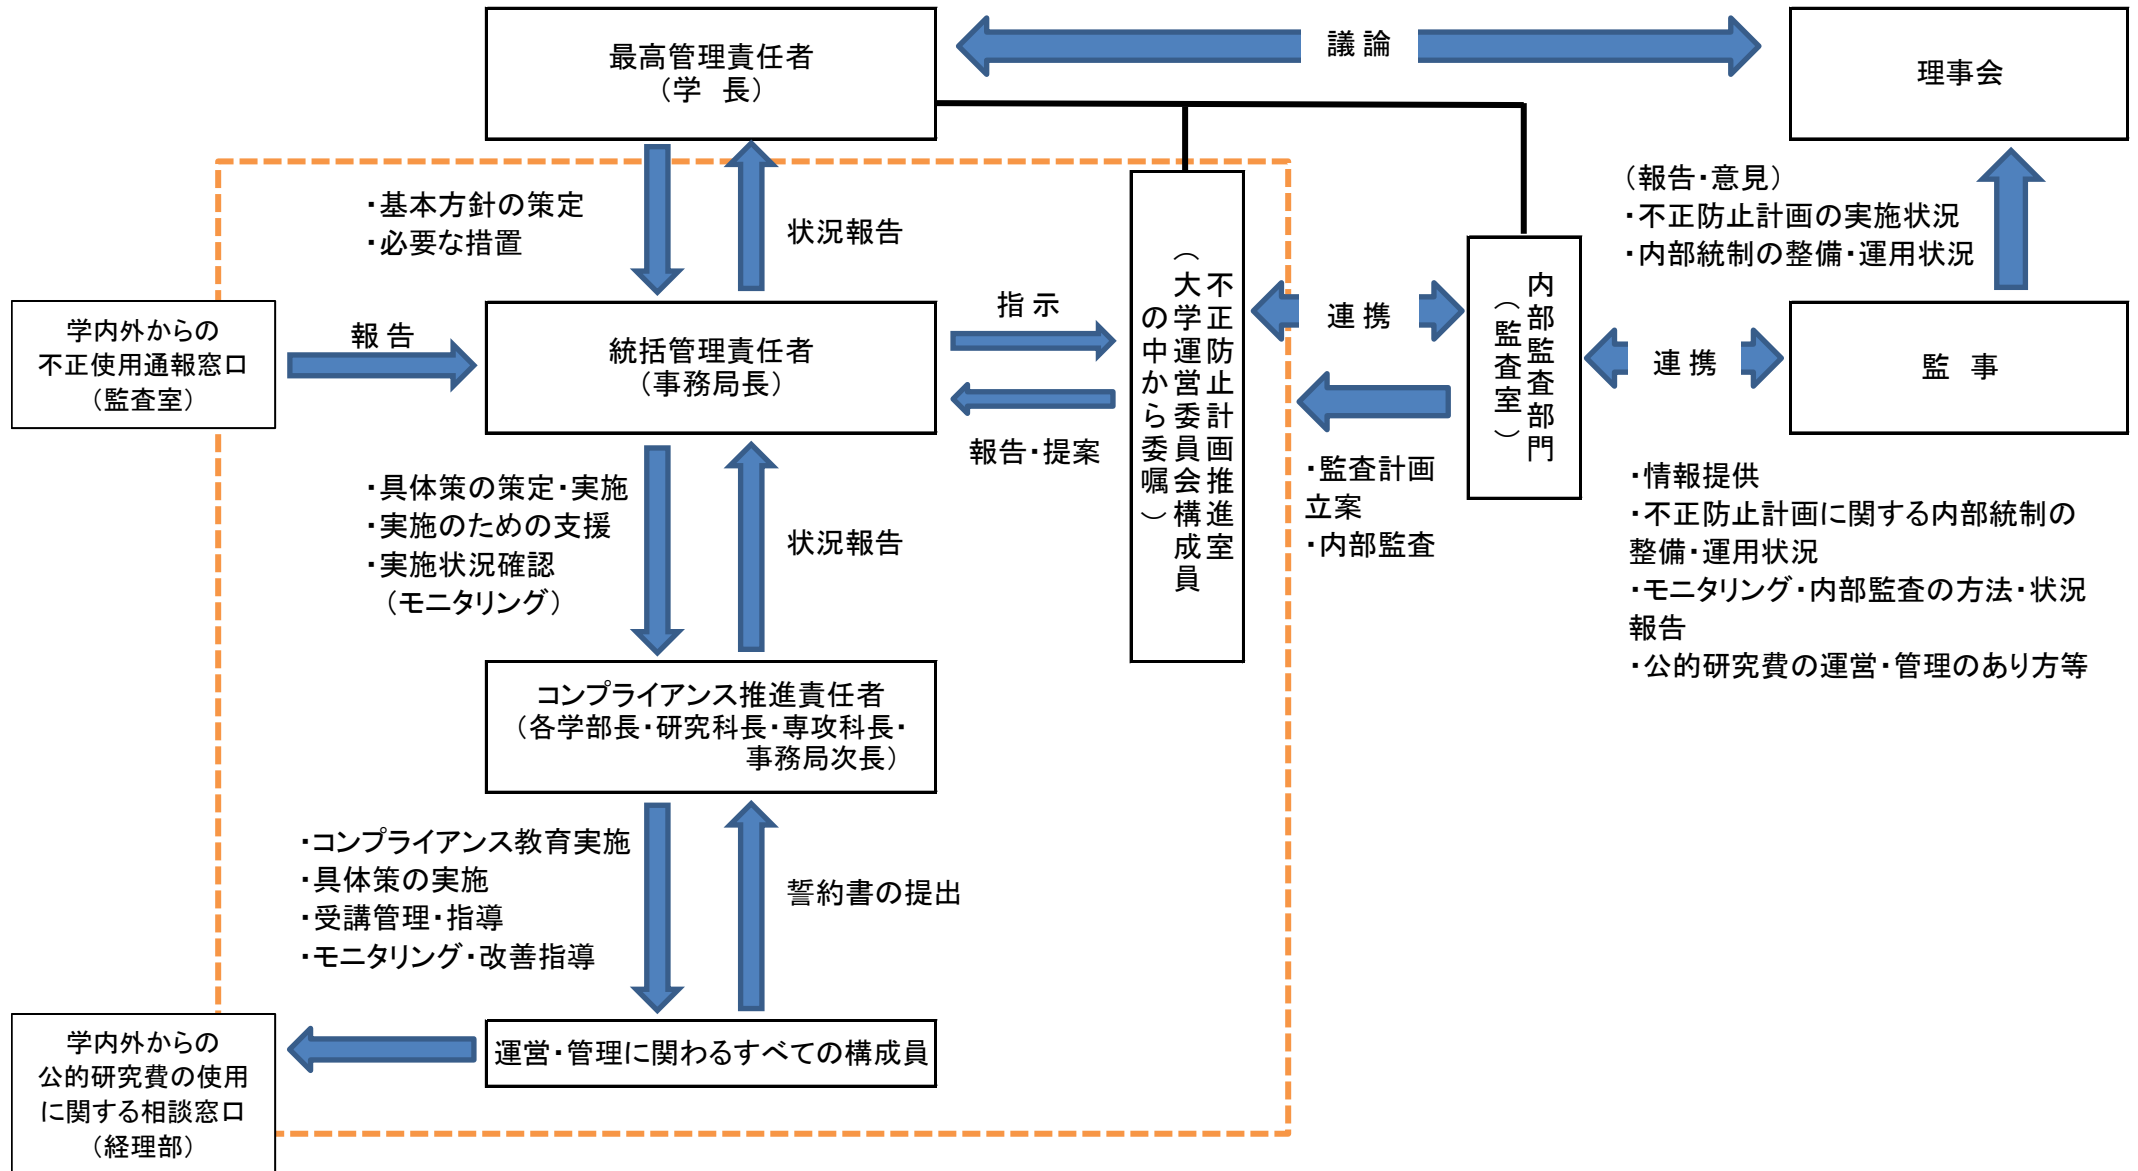 最高管理責任者
（学　長）
議 論
理事会
・基本方針の策定
・必要な措置
状況報告
（報告・意見）
・不正防止計画の実施状況
・内部統制の整備・運用状況
学内外からの
不正使用通報窓口
（監査室）
報 告
統括管理責任者
（事務局長）
指 示
報告・提案
不正防止計画推進室
（大学運営委員会構成員
の中から委嘱）
連 携
内部監査部門
（監査室）
連 携
監　事
・監査計画
立案
・内部監査
・情報提供
・不正防止計画に関する内部統制の
整備・運用状況
・モニタリング・内部監査の方法・状況
報告
・公的研究費の運営・管理のあり方等
・具体策の策定・実施
・実施のための支援
・実施状況確認
（モニタリング）
状況報告
コンプライアンス推進責任者
（各学部長・研究科長・専攻科長・
事務局次長）
・コンプライアンス教育実施
・具体策の実施
・受講管理・指導
・モニタリング・改善指導
誓約書の提出
運営・管理に関わるすべての構成員
学内外からの
公的研究費の使用
に関する相談窓口
（経理部）